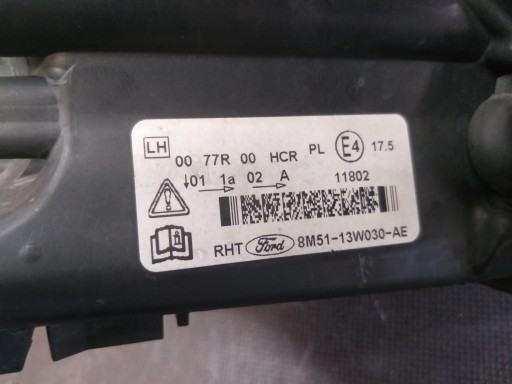 LH 00 77R 00 HCR PL E4 17.5
01 1a 02 A 11802
RHT Ford 8M51-13W030-AE